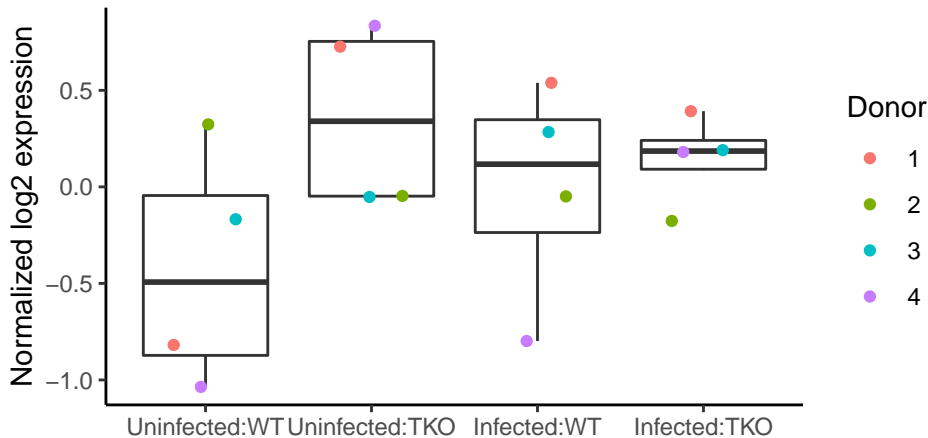 Normalized log2 expression
0.5
0.0
−0.5
−1.0
Uninfected:WT Uninfected:TKO Infected:WT Infected:TKO
Donor
1
2
3
4